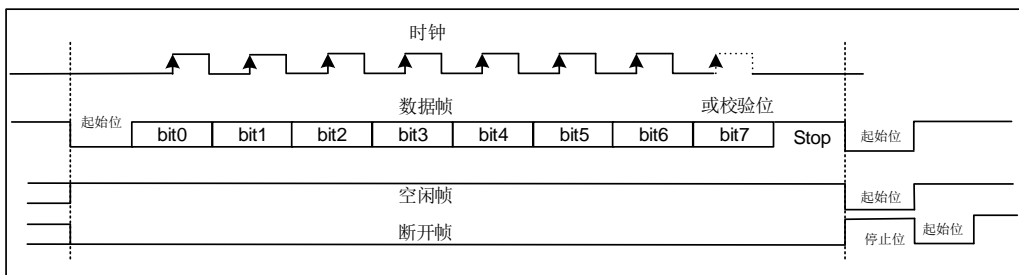 时钟
数据帧 或校验位
起始位 bit0 bit1 bit2 bit3 bit4 bit5 bit6 bit7 Stop 起始位
空闲帧 起始位
断开帧 停止位 起始位